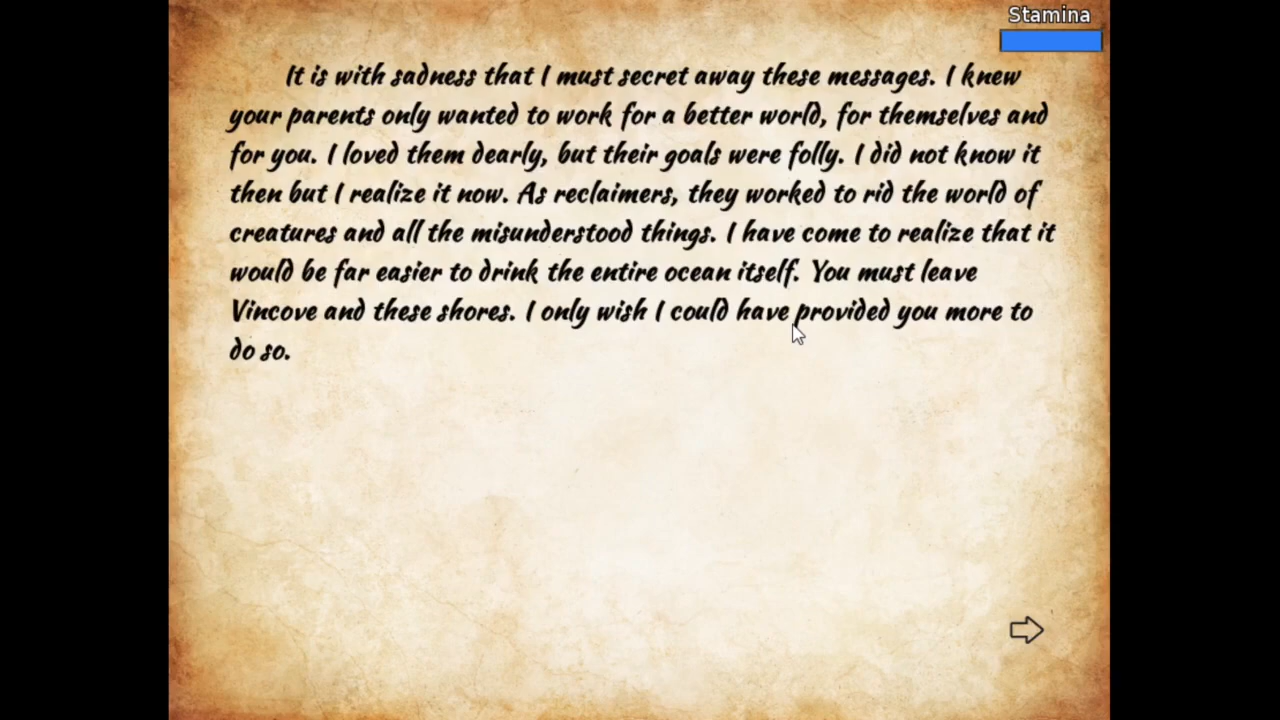 Stamina
It is with sadness that I must secret away these messages. I knew
your parents only wanted to work for a better world, for themselves and
for you. I loved them dearly, but their goals were folly. I did not know it
then but I realize it now. As reclaimers, they worked to rid the world of
creatures and all the misunderstood things. I have come to realize that it
would be far easier to drink the entire ocean itself. You must leave
Vincove and these shores. I only wish I could have provided you more to
do so.